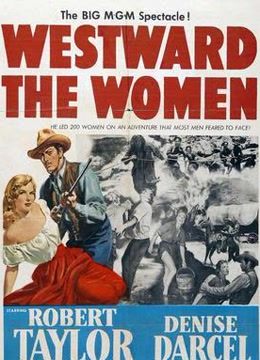 The BIG M-G-M Spectacle!
WESTWARD
THE WOMEN
HE LED 200 WOMEN ON AN ADVENTURE THAT MOST MEN FEARED TO FACE!
STARRING
ROBERT DENISE
TAYLOR DARCEL